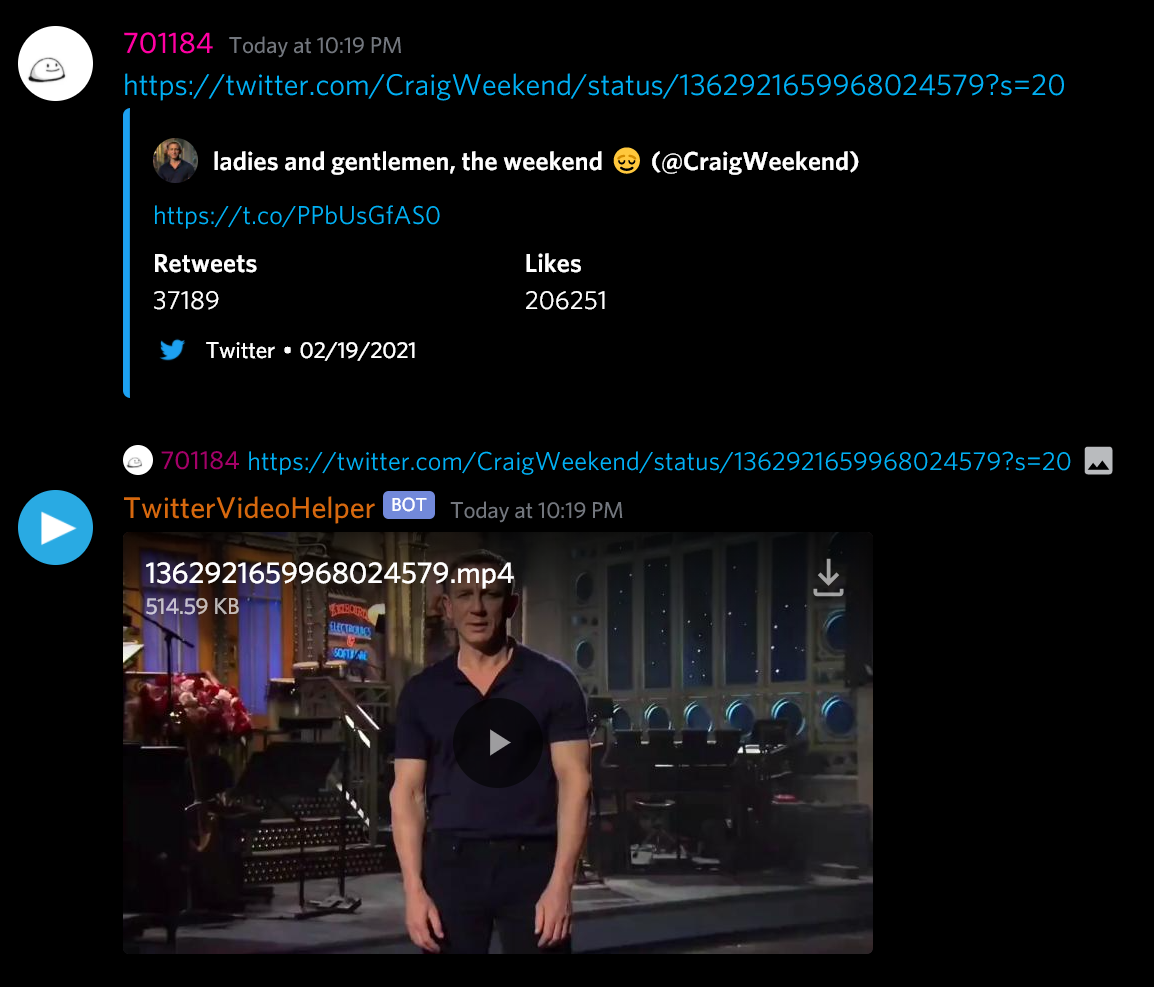 701184 Today at 10:19 PM
https://twitter.com/CraigWeekend/status/1362921659968024579?s=20
ladies and gentlemen, the weekend 😌 (@CraigWeekend)
https://t.co/PPbUsGfAS0
Retweets Likes
37189 206251
Twitter • 02/19/2021
701184 https://twitter.com/CraigWeekend/status/1362921659968024579?s=20
TwitterVideoHelper BOT Today at 10:19 PM
1362921659968024579.mp4
514.59 KB
ELECTRONICS
&
SOFTWARE